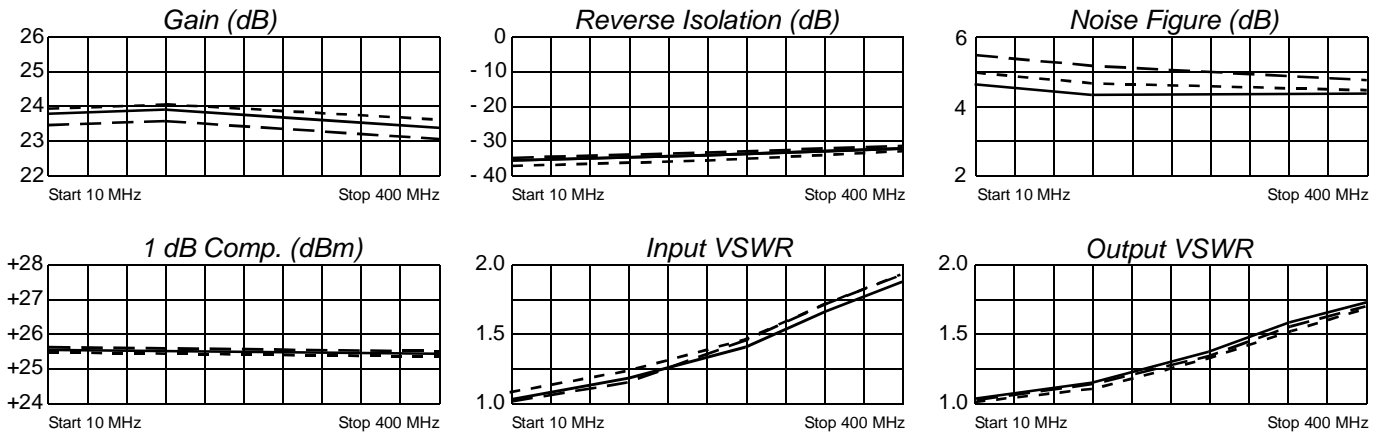 Gain (dB)
26
25
24
23
22
Start 10 MHz
Stop 400 MHz
Reverse Isolation (dB)
0
- 10
- 20
- 30
- 40
Start 10 MHz
Stop 400 MHz
Noise Figure (dB)
6
4
2
Start 10 MHz
Stop 400 MHz
1 dB Comp. (dBm)
+28
+27
+26
+25
+24
Start 10 MHz
Stop 400 MHz
Input VSWR
2.0
1.5
1.0
Start 10 MHz
Stop 400 MHz
Output VSWR
2.0
1.5
1.0
Start 10 MHz
Stop 400 MHz